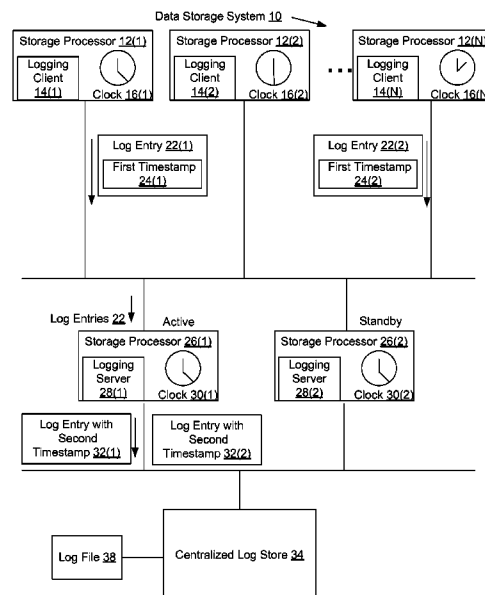 Data Storage System 10
Storage Processor 12(1)
Logging
Client
14(1)
Clock 16(1)
Storage Processor 12(2)
Logging
Client
14(2)
Clock 16(2)
Storage Processor 12(N)
Logging
Client
14(N)
Clock 16(N
Log Entry 22(1)
First Timestamp
24(1)
Log Entry 22(2)
First Timestamp
24(2)
Log Entries 22
Active
Standby
Storage Processor 26(1)
Logging
Server
28(1)
Clock 30(1)
Storage Processor 26(2)
Logging
Server
28(2)
Clock 30(2)
Log Entry with
Second
Timestamp 32(1)
Log Entry with
Second
Timestamp 32(2)
Log File 38
Centralized Log Store 34